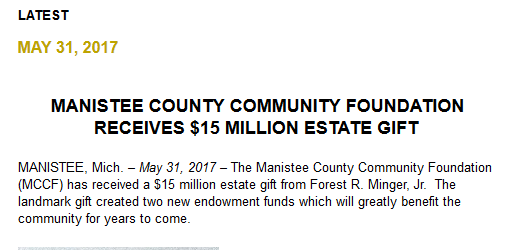 LATEST
MAY 31, 2017
MANISTEE COUNTY COMMUNITY FOUNDATION
RECEIVES $15 MILLION ESTATE GIFT
MANISTEE, Mich. – May 31, 2017 – The Manistee County Community Foundation
(MCCF) has received a $15 million estate gift from Forest R. Minger, Jr.  The
landmark gift created two new endowment funds which will greatly benefit the
community for years to come.